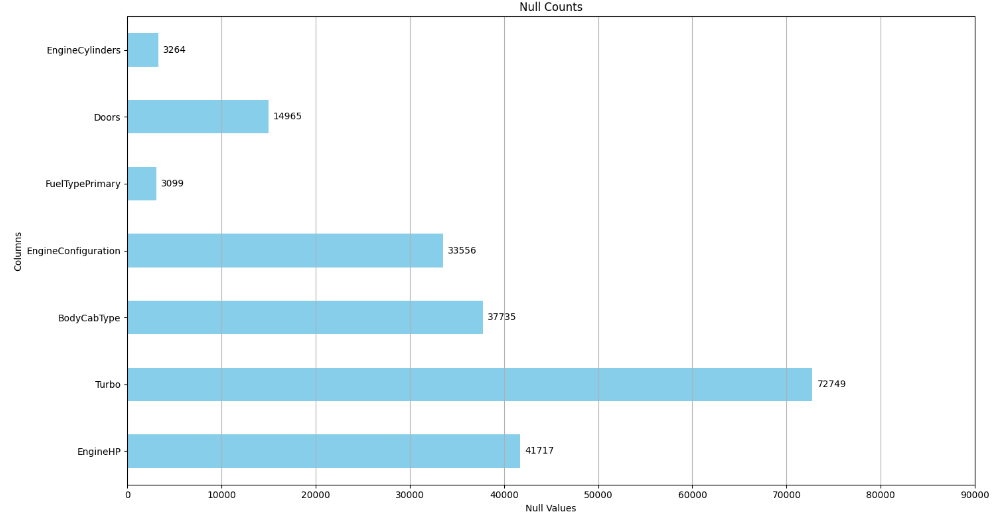 Null Counts
EngineCylinders 3264
Doors 14965
FuelTypePrimary 3099
Columns
EngineConfiguration 33556
BodyCabType 37735
Turbo 72749
EngineHP 41717
0 10000 20000 30000 40000 50000 60000 70000 80000 90000
Null Values